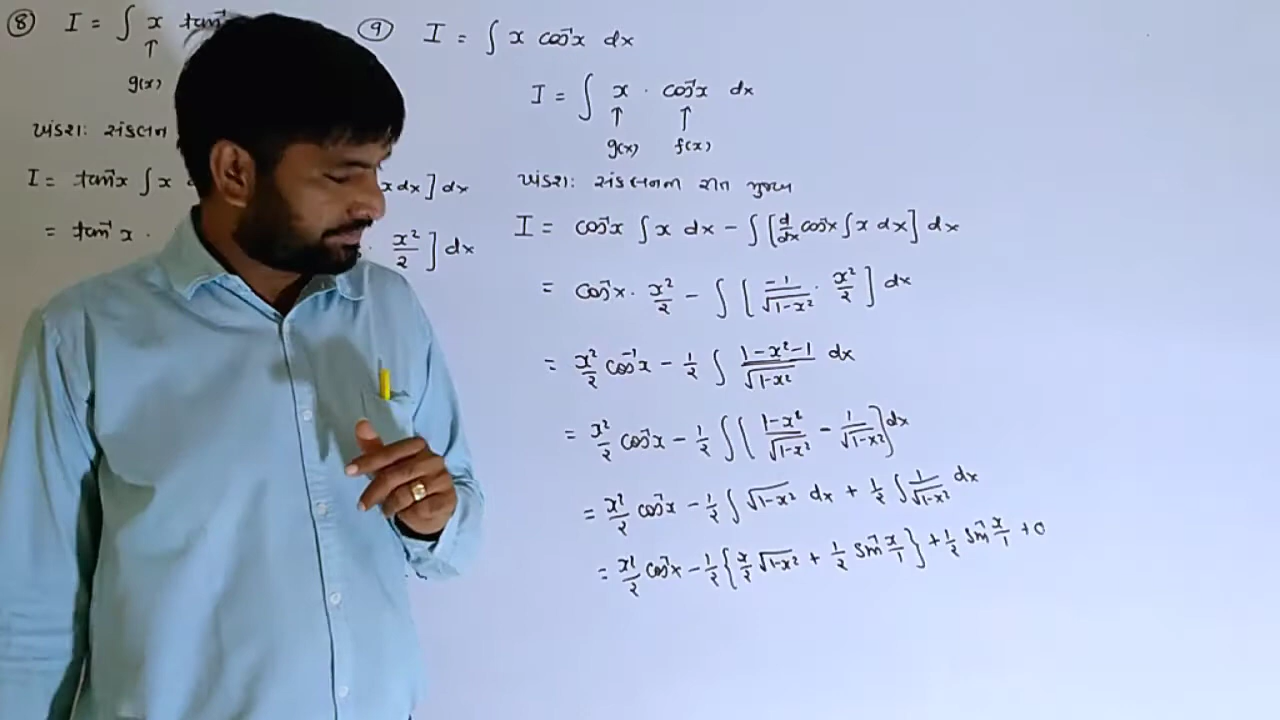 ⑧ I = ∫ x tan⁻¹
↑
g(x)
ખંડશઃ સંકલન
I = tan⁻¹x ∫ x x dx] dx
= tan⁻¹ x · · x²/2 ] dx
⑨ I = ∫ x cos⁻¹x dx
I = ∫ x · cos⁻¹x dx
↑ ↑
g(x) f(x)
ખંડશઃ સંકલનની રીત મુજબ
I = cos⁻¹x ∫ x dx - ∫ [d/dx cos⁻¹x ∫ x dx] dx
= cos⁻¹x · x²/2 - ∫ [-1/√1-x² · x²/2] dx
= x²/2 cos⁻¹x - 1/2 ∫ 1-x²-1/√1-x² dx
= x²/2 cos⁻¹x - 1/2 ∫ [1-x²/√1-x² - 1/√1-x²] dx
= x²/2 cos⁻¹x - 1/2 ∫ √1-x² dx + 1/2 ∫ 1/√1-x² dx
= x²/2 cos⁻¹x - 1/2 {x/2 √1-x² + 1/2 sin⁻¹ x/1} + 1/2 sin⁻¹ x/1 + c